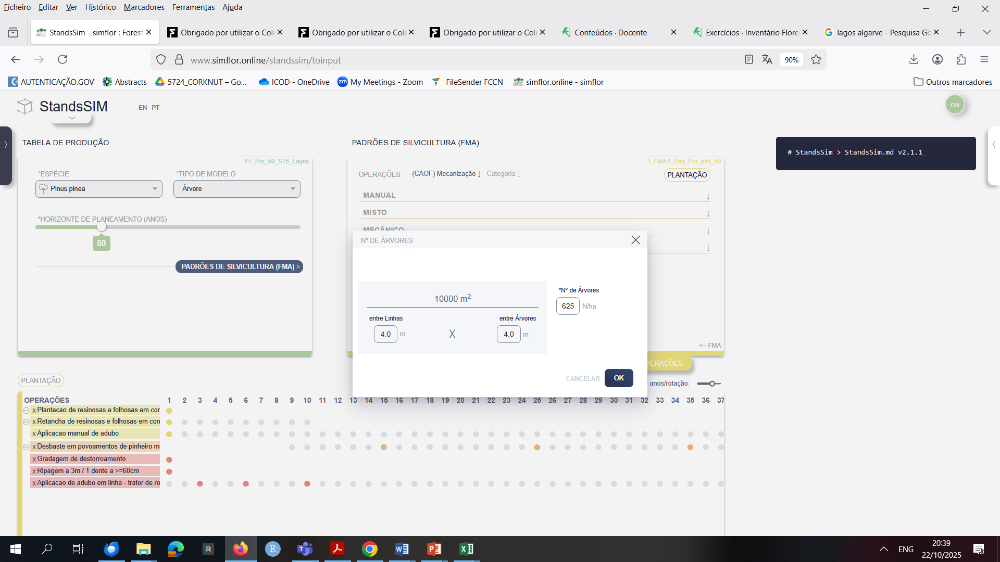 Ficheiro Editar Ver Histórico Marcadores Ferramentas Ajuda
StandsSim - simflor : Forest
Obrigado por utilizar o Coli
Obrigado por utilizar o Coli
Obrigado por utilizar o Coli
Conteúdos · Docente
Exercícios · Inventário Flores
lagos algarve - Pesquisa Go
www.simflor.online/standssim/toinput
90%
AUTENTICAÇÃO.GOV
Abstracts
5724_CORKNUT – Go...
ICOD - OneDrive
zm My Meetings - Zoom
FileSender FCCN
simflor.online - simflor
Outros marcadores
StandsSIM
EN PT
ON
TABELA DE PRODUÇÃO
YT_Pm_50_S15_Lagos
*ESPÉCIE
*TIPO DE MODELO
Pinus pinea
Árvore
*HORIZONTE DE PLANEAMENTO (ANOS)
50
PADRÕES DE SILVICULTURA (FMA) >
PADRÕES DE SILVICULTURA (FMA)
1_FMA4_Reg_Pm_pInt_50
OPERAÇÕES (CAOF) Mecanização ↓ Categoria ↓
PLANTAÇÃO
MANUAL ↓
MISTO ↓
MECÂNICO ↓
↓
<-- FMA
# StandsSim > StandsSim.md v2.1.1_
Nº DE ÁRVORES
10000 m²
entre Linhas
entre Árvores
4.0 m
X
4.0 m
*Nº de Árvores
625 N/ha
CANCELAR OK
PERAÇÕES
PLANTAÇÃO
anos/rotação:
OPERAÇÕES 1 2 3 4 5 6 7 8 9 10 11 12 13 14 15 16 17 18 19 20 21 22 23 24 25 26 27 28 29 30 31 32 33 34 35 36 37
x Plantacao de resinosas e folhosas em cor
x Retancha de resinosas e folhosas em con
x Aplicacao manual de adubo
x Desbaste em povoamentos de pinheiro m
x Gradagem de destorroamento
x Ripagem a 3m / 1 dente a >=60cm
x Aplicacao de adubo em linha - trator de ro
ENG
20:39
22/10/2025